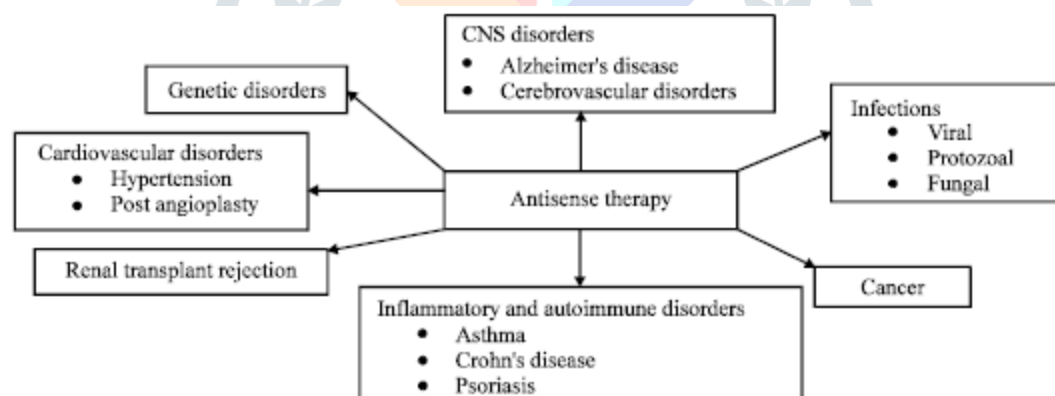 CNS disorders
• Alzheimer's disease
• Cerebrovascular disorders
Genetic disorders
Infections
• Viral
• Protozoal
• Fungal
Cardiovascular disorders
• Hypertension
• Post angioplasty
Antisense therapy
Renal transplant rejection
Cancer
Inflammatory and autoimmune disorders
• Asthma
• Crohn's disease
• Psoriasis